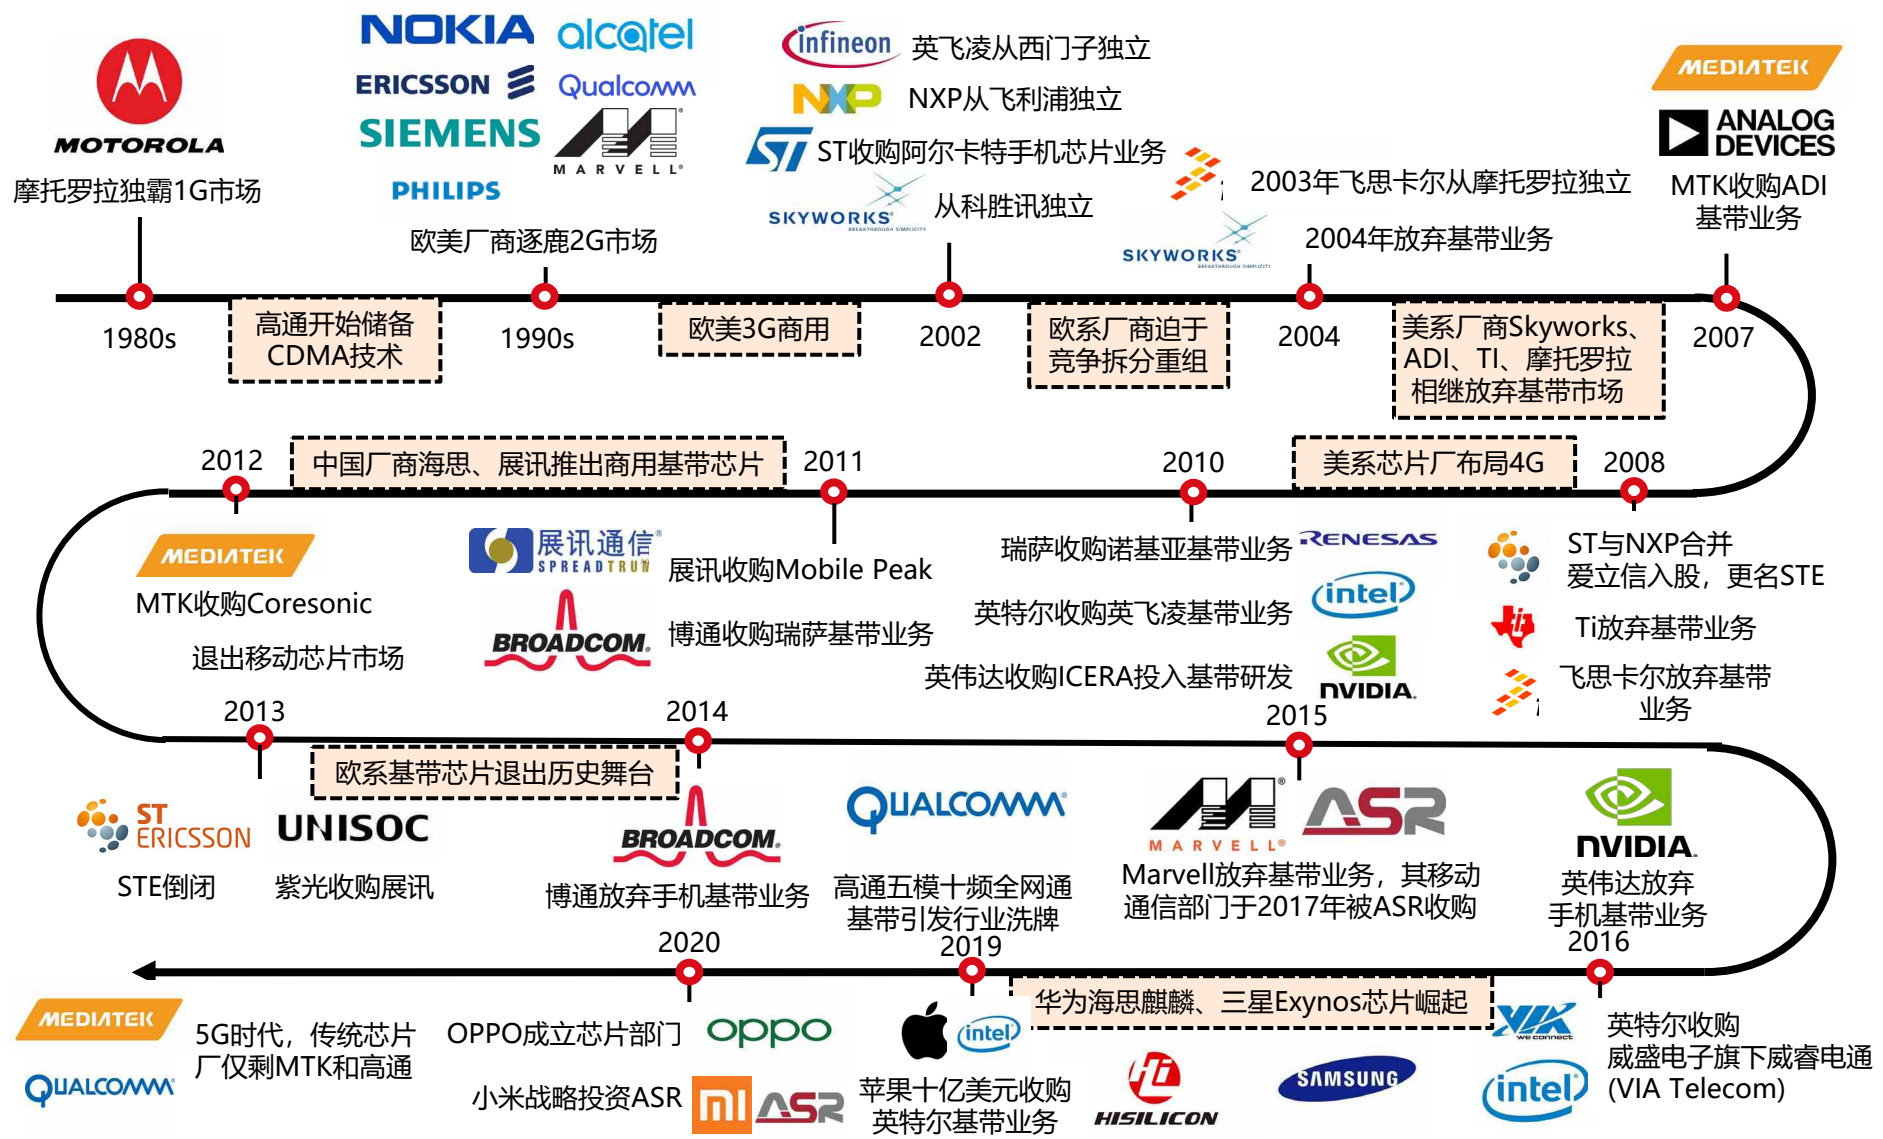 MOTOROLA
摩托罗拉独霸1G市场
NOKIA
alcatel
ERICSSON
Qualcomm
SIEMENS
MARVELL®
PHILIPS
欧美厂商逐鹿2G市场
infineon
英飞凌从西门子独立
NXP
NXP从飞利浦独立
ST
ST收购阿尔卡特手机芯片业务
SKYWORKS®
BREAKTHROUGH SIMPLICITY
从科胜讯独立
2003年飞思卡尔从摩托罗拉独立
SKYWORKS®
BREAKTHROUGH SIMPLICITY
2004年放弃基带业务
MEDIATEK
ANALOG
DEVICES
MTK收购ADI
基带业务
1980s
高通开始储备
CDMA技术
1990s
欧美3G商用
2002
欧系厂商迫于
竞争拆分重组
2004
美系厂商Skyworks、
ADI、TI、摩托罗拉
相继放弃基带市场
2007
2012
中国厂商海思、展讯推出商用基带芯片
2011
2010
美系芯片厂布局4G
2008
MEDIATEK
MTK收购Coresonic
退出移动芯片市场
展讯通信®
SPREADTRUM
展讯收购Mobile Peak
BROADCOM.
博通收购瑞萨基带业务
瑞萨收购诺基亚基带业务
RENESAS
英特尔收购英飞凌基带业务
intel
英伟达收购ICERA投入基带研发
NVIDIA.
ST与NXP合并
爱立信入股，更名STE
Ti放弃基带业务
飞思卡尔放弃基带
业务
2013
欧系基带芯片退出历史舞台
2014
2015
ST
ERICSSON
STE倒闭
UNISOC
紫光收购展讯
BROADCOM.
博通放弃手机基带业务
QUALCOMM
高通五模十频全网通
基带引发行业洗牌
MARVELL®
ASR
Marvell放弃基带业务，其移动
通信部门于2017年被ASR收购
NVIDIA.
英伟达放弃
手机基带业务
2020
2019
华为海思麒麟、三星Exynos芯片崛起
2016
MEDIATEK
QUALCOMM
5G时代，传统芯片
厂仅剩MTK和高通
OPPO成立芯片部门
oppo
小米战略投资ASR
mi
ASR
intel
苹果十亿美元收购
英特尔基带业务
Hi
HISILICON
SAMSUNG
VIA
we connect
intel
英特尔收购
威盛电子旗下威睿电通
(VIA Telecom)